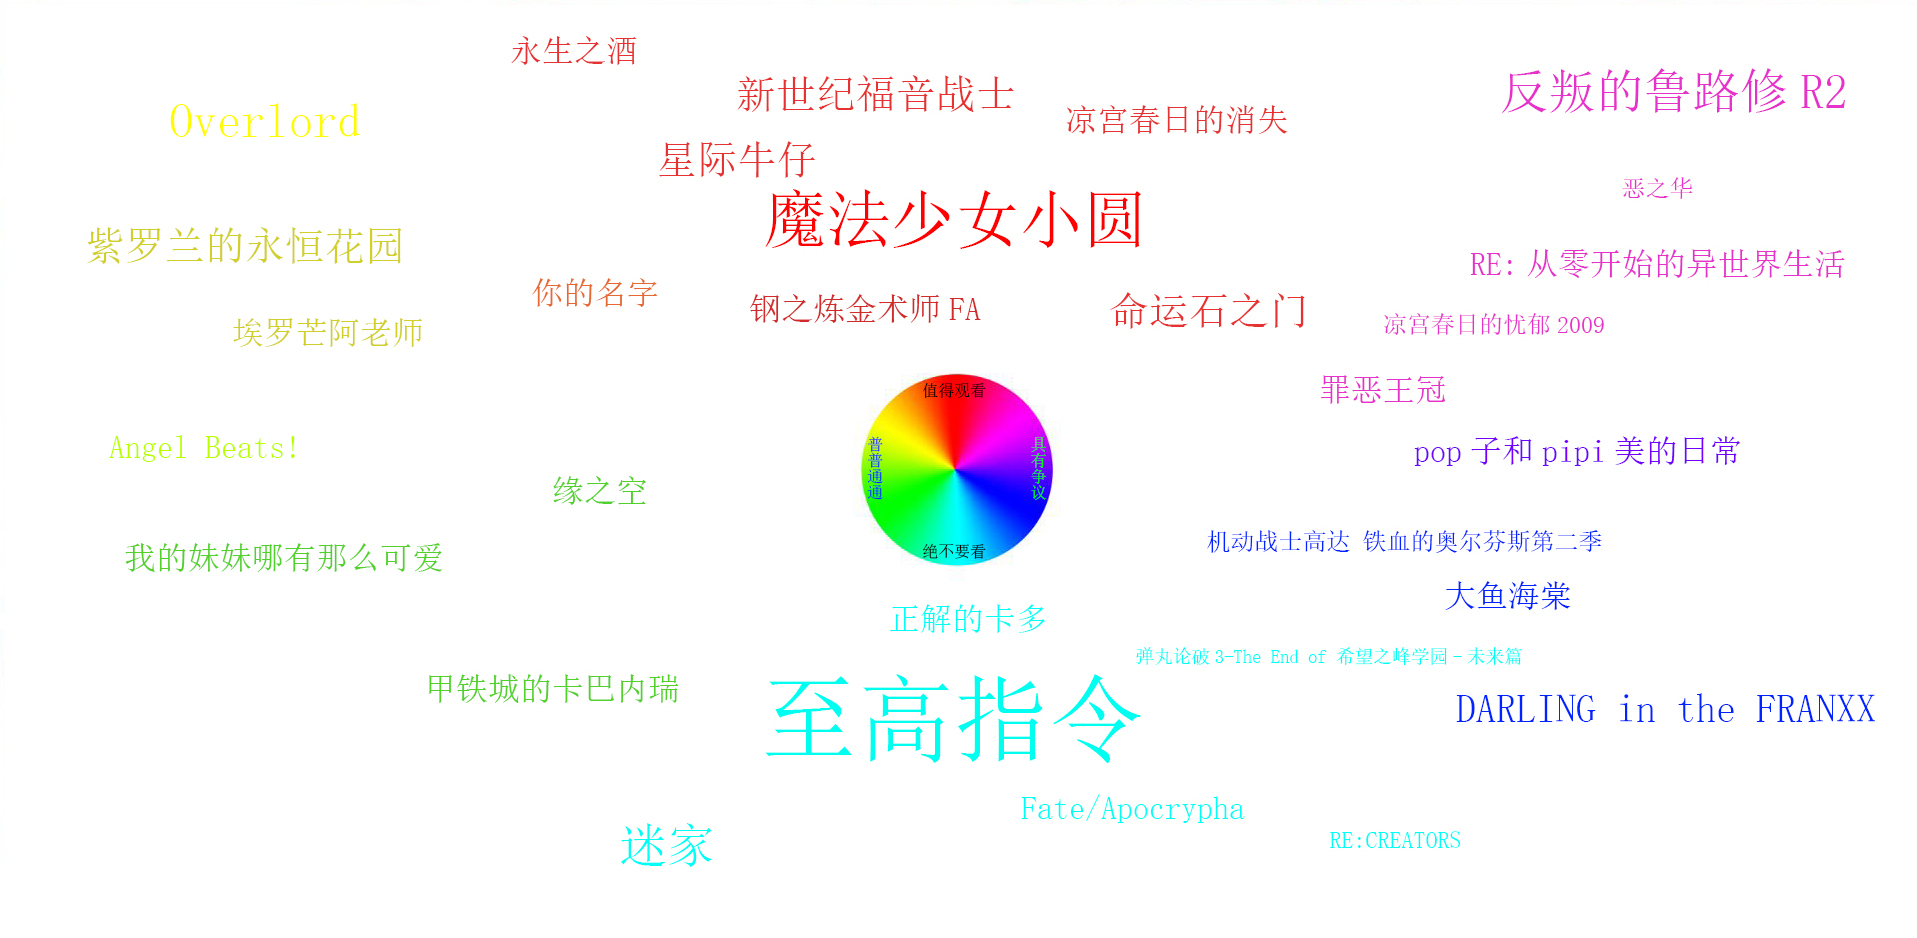 永生之酒
新世纪福音战士
反叛的鲁路修 R2
Overlord
凉宫春日的消失
星际牛仔
恶之华
魔法少女小圆
紫罗兰的永恒花园
RE: 从零开始的异世界生活
你的名字
钢之炼金术师 FA
命运石之门
凉宫春日的忧郁 2009
埃罗芒阿老师
罪恶王冠
值得观看
Angel Beats!
普普通通
具有争议
pop 子和 pipi 美的日常
缘之空
机动战士高达 铁血的奥尔芬斯第二季
绝不要看
我的妹妹哪有那么可爱
大鱼海棠
正解的卡多
弹丸论破 3-The End of 希望之峰学园－未来篇
甲铁城的卡巴内瑞
至高指令
DARLING in the FRANXX
Fate/Apocrypha
迷家
RE:CREATORS